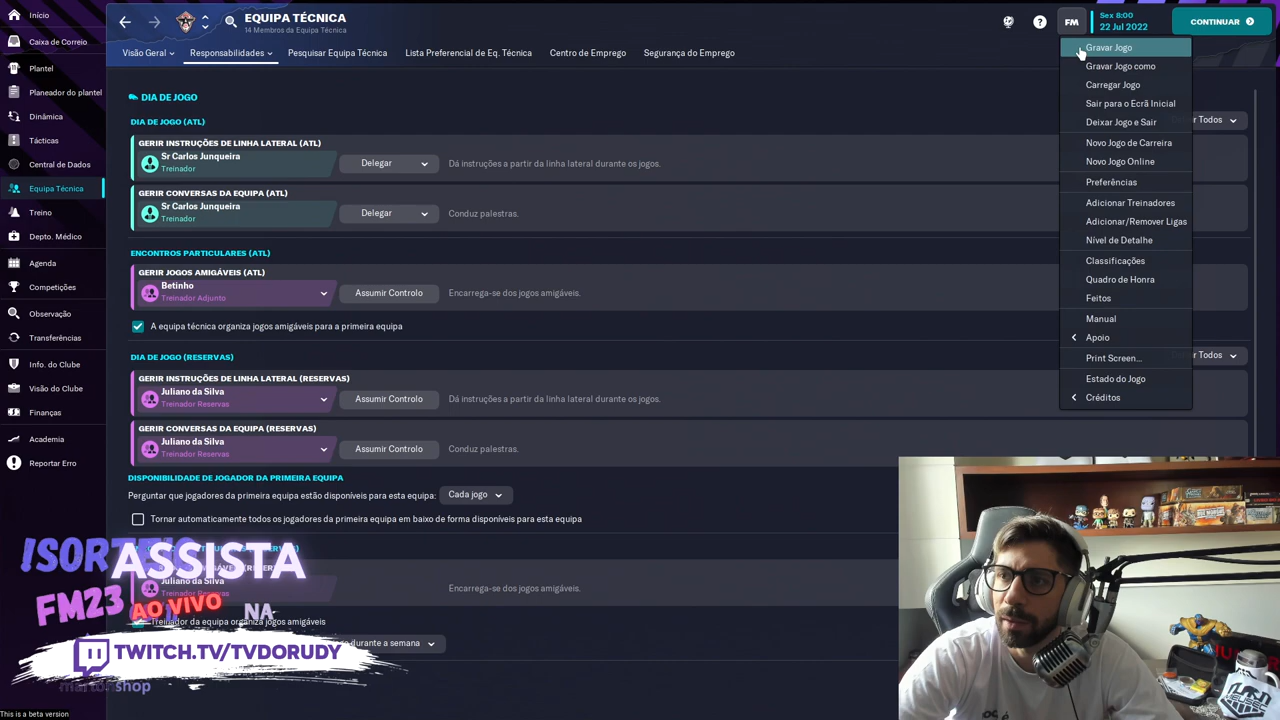 Início
Caixa de Correio
Plantel
Planeador do plantel
Dinâmica
Tácticas
Central de Dados
Equipa Técnica
Treino
Depto. Médico
Agenda
Competições
Observação
Transferências
Info. do Clube
Visão do Clube
Finanças
Academia
Reportar Erro
EQUIPA TÉCNICA
14 Membros da Equipa Técnica
FM
Sex 8:00
22 Jul 2022
CONTINUAR
Visão Geral
Responsabilidades
Pesquisar Equipa Técnica
Lista Preferencial de Eq. Técnica
Centro de Emprego
Segurança do Emprego
DIA DE JOGO
DIA DE JOGO (ATL)
Todos
GERIR INSTRUÇÕES DE LINHA LATERAL (ATL)
Sr Carlos Junqueira
Treinador
Delegar
Dá instruções a partir da linha lateral durante os jogos.
GERIR CONVERSAS DA EQUIPA (ATL)
Sr Carlos Junqueira
Treinador
Delegar
Conduz palestras.
ENCONTROS PARTICULARES (ATL)
GERIR JOGOS AMIGÁVEIS (ATL)
Betinho
Treinador Adjunto
Assumir Controlo
Encarrega-se dos jogos amigáveis.
A equipa técnica organiza jogos amigáveis para a primeira equipa
DIA DE JOGO (RESERVAS)
Todos
GERIR INSTRUÇÕES DE LINHA LATERAL (RESERVAS)
Juliano da Silva
Treinador Reservas
Assumir Controlo
Dá instruções a partir da linha lateral durante os jogos.
GERIR CONVERSAS DA EQUIPA (RESERVAS)
Juliano da Silva
Treinador Reservas
Assumir Controlo
Conduz palestras.
DISPONIBILIDADE DE JOGADOR DA PRIMEIRA EQUIPA
Perguntar que jogadores da primeira equipa estão disponíveis para esta equipa:
Cada jogo
Tornar automaticamente todos os jogadores da primeira equipa em baixo de forma disponíveis para esta equipa
Juliano da Silva
Treinador Reservas
Encarrega-se dos jogos amigáveis.
Treinador da equipa organiza jogos amigáveis
durante a semana
Gravar Jogo
Gravar Jogo como
Carregar Jogo
Sair para o Ecrã Inicial
Deixar Jogo e Sair
Novo Jogo de Carreira
Novo Jogo Online
Preferências
Adicionar Treinadores
Adicionar/Remover Ligas
Nível de Detalhe
Classificações
Quadro de Honra
Feitos
Manual
Apoio
Print Screen...
Estado do Jogo
Créditos
ASSISTA
FM23
AO VIVO
NA
TWITCH.TV/TVDORUDY
This is a beta version